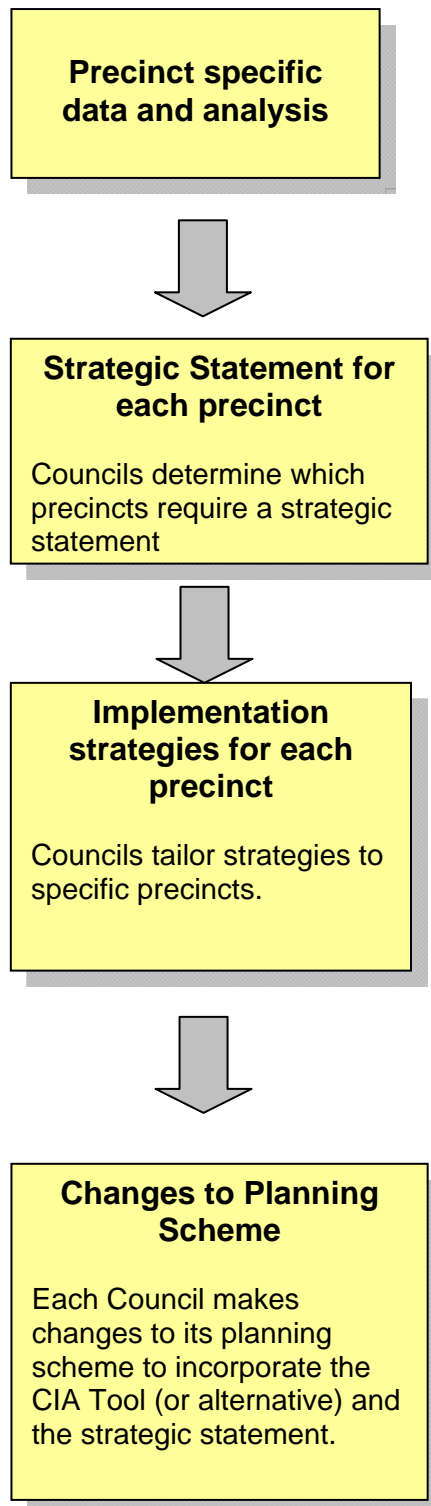 Precinct specific
data and analysis
Strategic Statement for
each precinct
Councils determine which
precincts require a strategic
statement
Implementation
strategies for each
precinct
Councils tailor strategies to
specific precincts.
Changes to Planning
Scheme
Each Council makes
changes to its planning
scheme to incorporate the
CIA Tool (or alternative) and
the strategic statement.